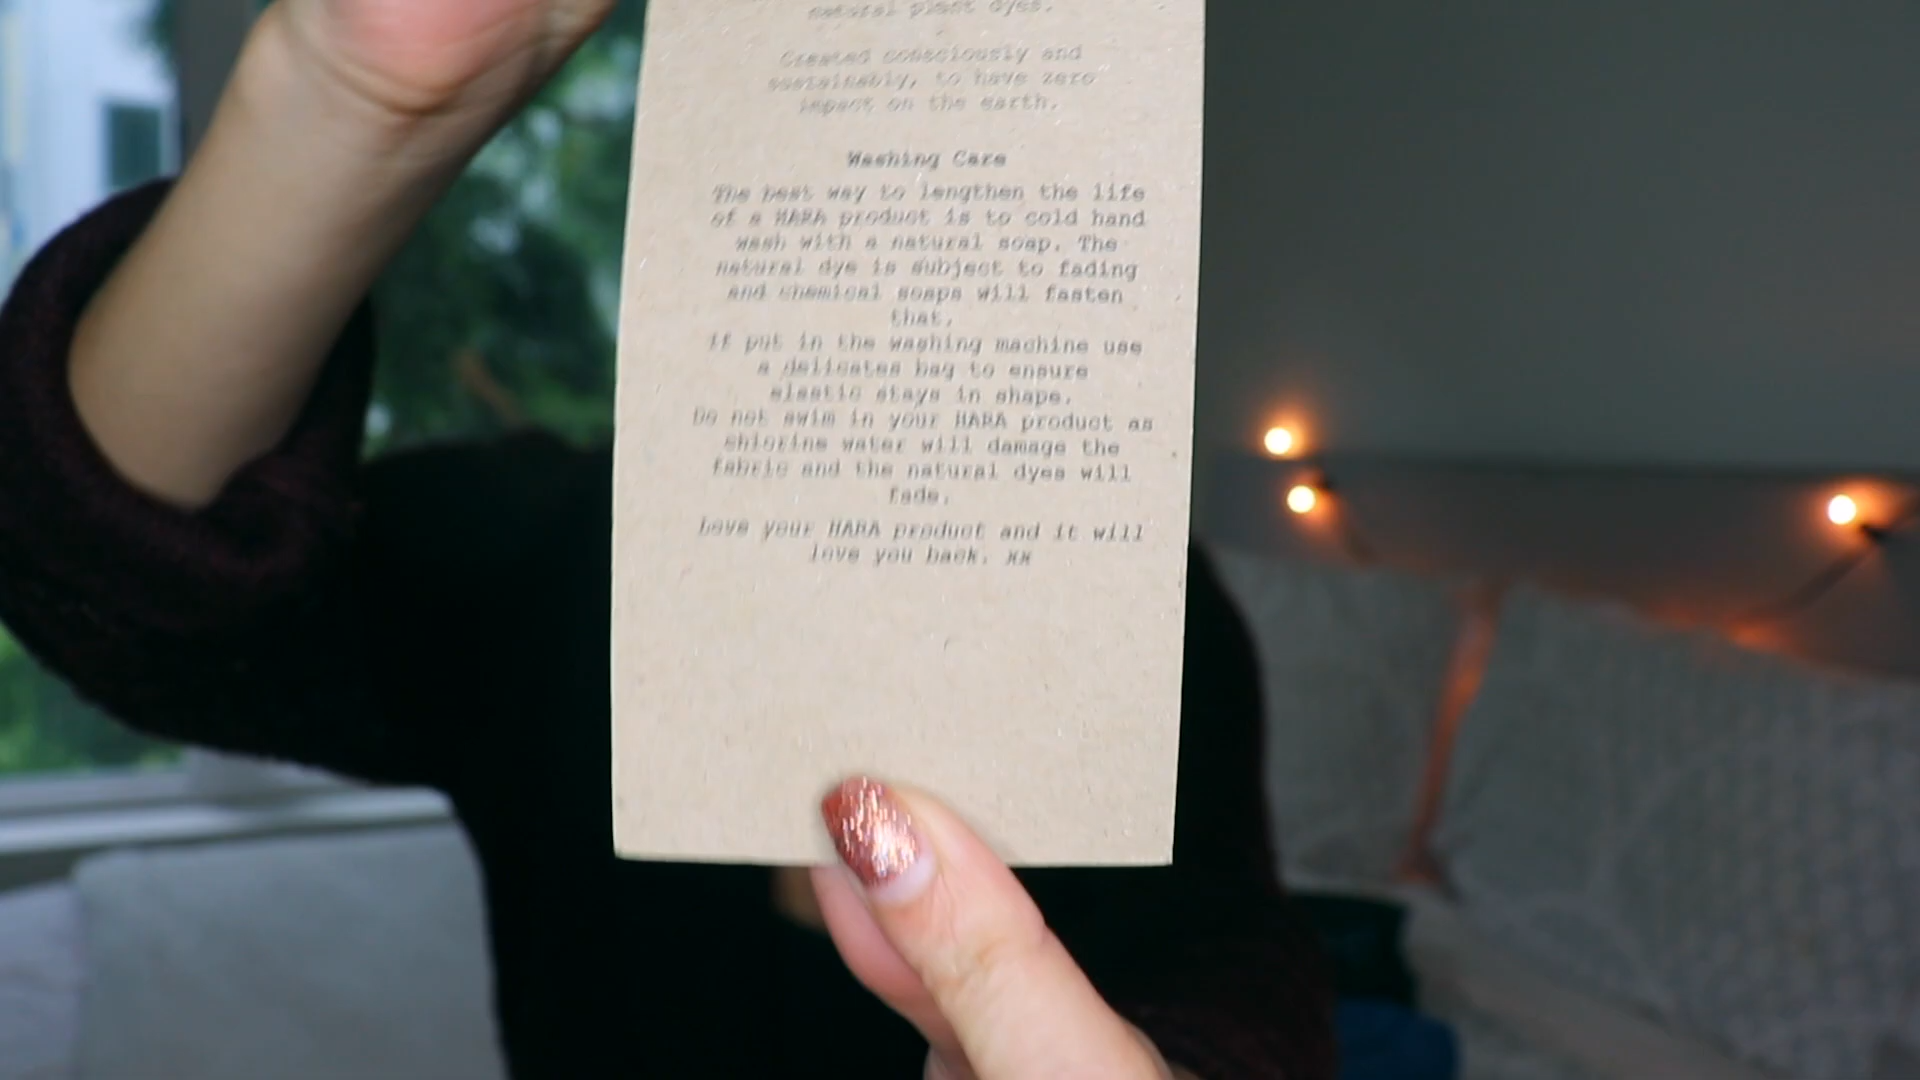 natural plant dyes.
Created consciously and
sustainably, to have zero
impact on the earth.
Washing Care
The best way to lengthen the life
of a HARA product is to cold hand
wash with a natural soap. The
natural dye is subject to fading
and chemical soaps will fasten
that.
If put in the washing machine use
a delicates bag to ensure
elastic stays in shape.
Do not swim in your HARA product as
chlorine water will damage the
fabric and the natural dyes will
fade.
Love your HARA product and it will
love you back. xx